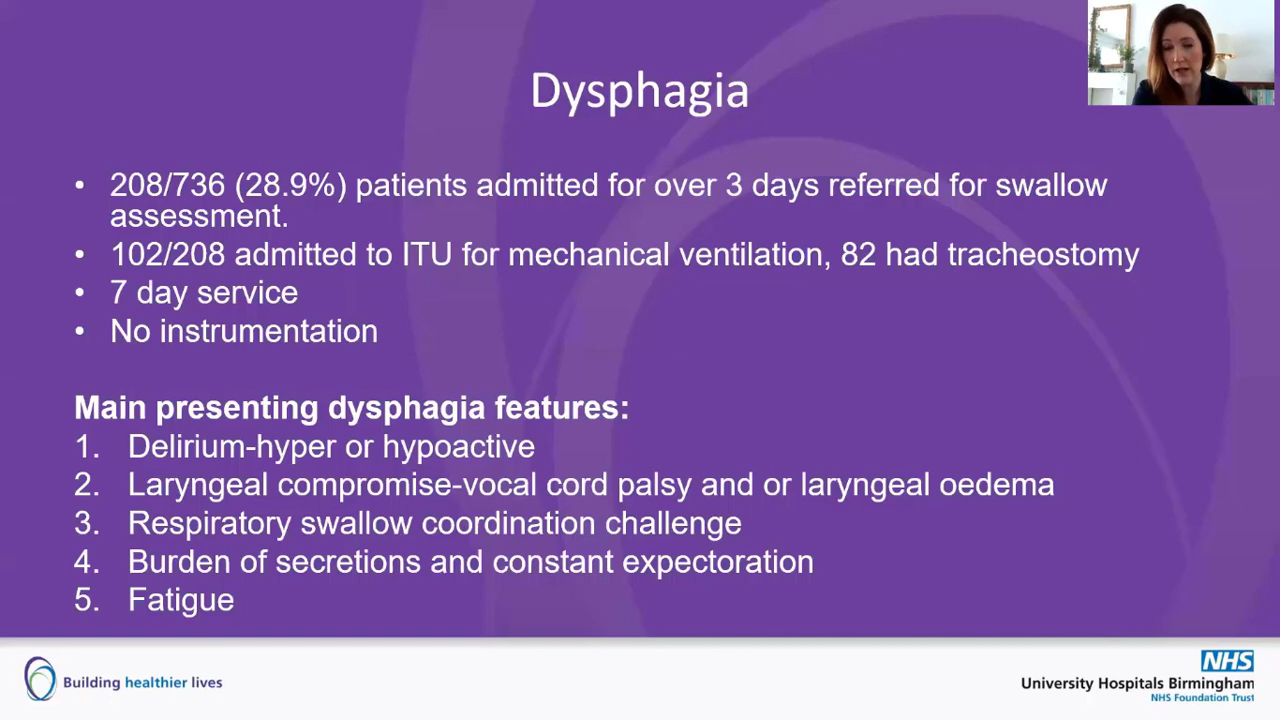 Dysphagia
• 208/736 (28.9%) patients admitted for over 3 days referred for swallow
assessment.
• 102/208 admitted to ITU for mechanical ventilation, 82 had tracheostomy
• 7 day service
• No instrumentation
Main presenting dysphagia features:
1. Delirium-hyper or hypoactive
2. Laryngeal compromise-vocal cord palsy and or laryngeal oedema
3. Respiratory swallow coordination challenge
4. Burden of secretions and constant expectoration
5. Fatigue
Building healthier lives
NHS
University Hospitals Birmingham
NHS Foundation Trust